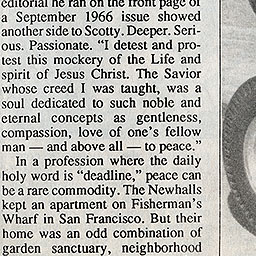 editorial he ran on the front page of
a September 1966 issue showed
another side to Scotty. Deeper. Seri-
ous. Passionate. "I detest and pro-
test this mockery of the Life and
spirit of Jesus Christ. The Savior
whose creed I was taught, was a
soul dedicated to such noble and
eternal concepts as gentleness,
compassion, love of one's fellow
man — and above all — to peace."
In a profession where the daily
holy word is "deadline," peace can
be a rare commodity. The Newhalls
kept an apartment on Fisherman's
Wharf in San Francisco. But their
home was an odd combination of
garden sanctuary, neighborhood